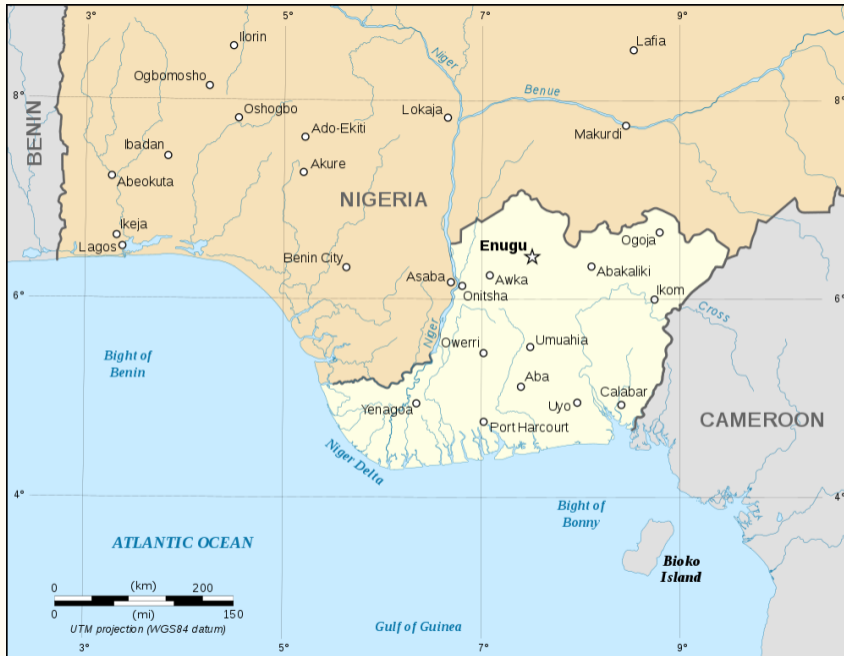 3°
5°
7°
9°
Ilorin
Lafia
Niger
Ogbomosho
8°
Benue
8°
Oshogbo
Lokaja
Makurdi
Ado-Ekiti
BENIN
Ibadan
Akure
Abeokuta
NIGERIA
Ikeja
Lagos
Enugu
Ogoja
Benin City
Abakaliki
Asaba
Awka
Onitsha
Ikom
6°
6°
Cross
Niger
Owerri
Umuahia
Bight of
Benin
Aba
Yenagoa
Uyo
Calabar
Port Harcourt
CAMEROON
Niger Delta
4°
4°
Bight of
Bonny
ATLANTIC OCEAN
Bioko
Island
0 (km) 200
0 (mi) 150
UTM projection (WGS84 datum)
Gulf of Guinea
3°
5°
7°
9°